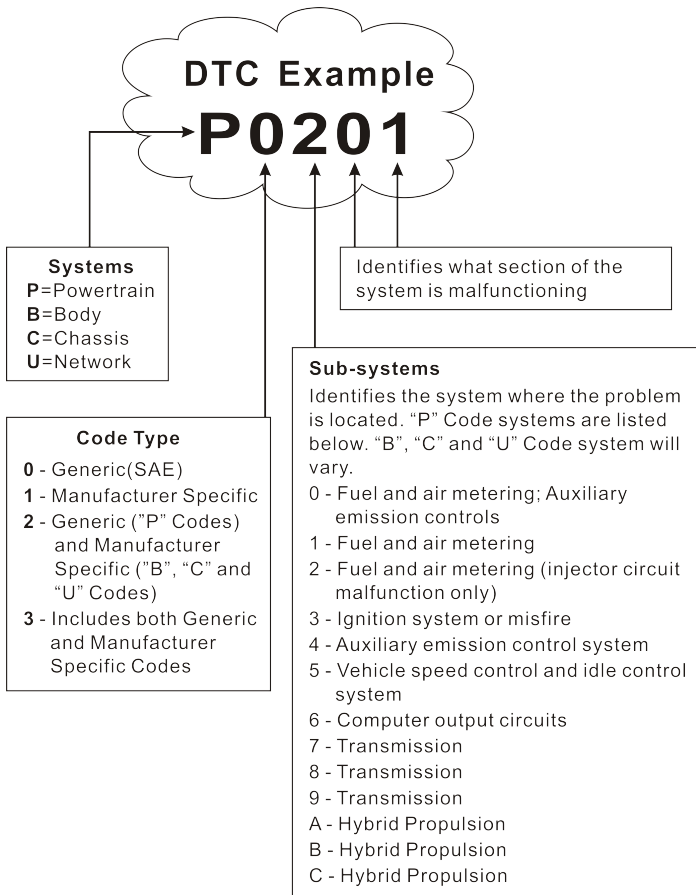 DTC Example
P0201
Systems
P=Powertrain
B=Body
C=Chassis
U=Network
Identifies what section of the
system is malfunctioning
Code Type
0 - Generic(SAE)
1 - Manufacturer Specific
2 - Generic (”P” Codes)
and Manufacturer
Specific (”B”, “C” and
“U” Codes)
3 - Includes both Generic
and Manufacturer
Specific Codes
Sub-systems
Identifies the system where the problem
is located. “P” Code systems are listed
below. “B”, “C” and “U” Code system will
vary.
0 - Fuel and air metering; Auxiliary
emission controls
1 - Fuel and air metering
2 - Fuel and air metering (injector circuit
malfunction only)
3 - Ignition system or misfire
4 - Auxiliary emission control system
5 - Vehicle speed control and idle control
system
6 - Computer output circuits
7 - Transmission
8 - Transmission
9 - Transmission
A - Hybrid Propulsion
B - Hybrid Propulsion
C - Hybrid Propulsion